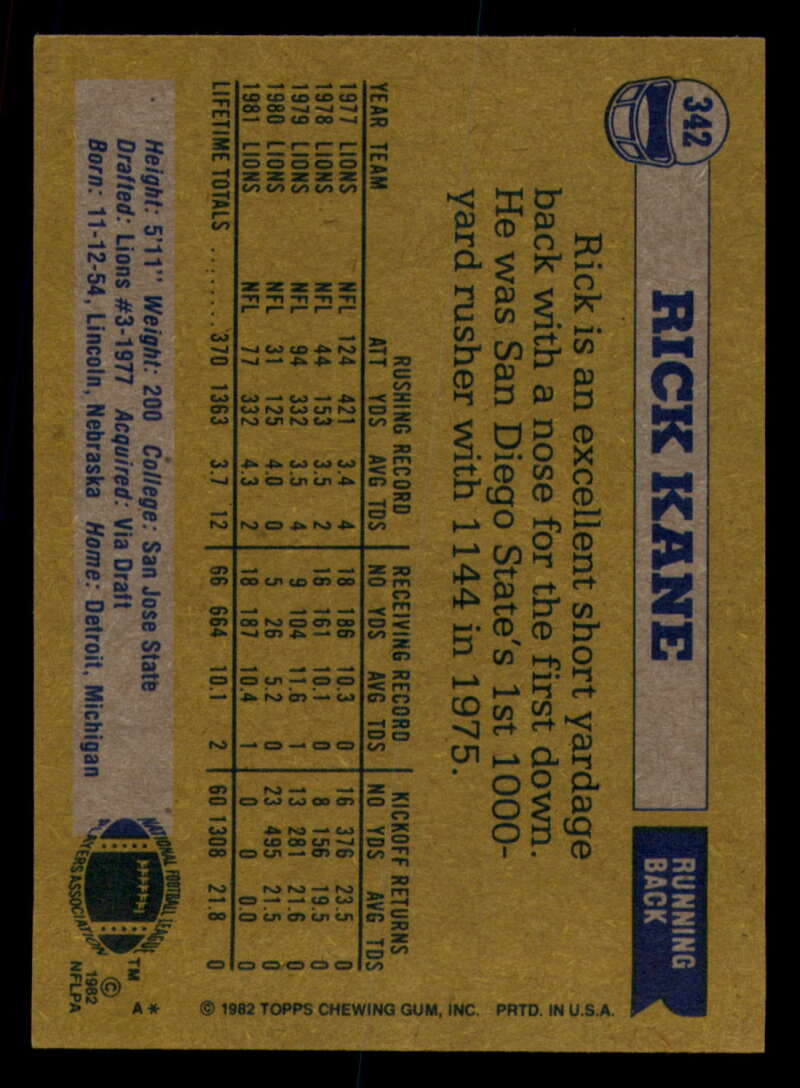 342
RICK KANE
RUNNING
BACK
Rick is an excellent short yardage
back with a nose for the first down.
He was San Diego State's 1st 1000-
yard rusher with 1144 in 1975.
RUSHING RECORD RECEIVING RECORD KICKOFF RETURNS
YEAR TEAM ATT YDS AVG TDS NO YDS AVG TDS NO YDS AVG TDS
1977 LIONS NFL 124 421 3.4 4 18 186 10.3 0 16 376 23.5 0
1978 LIONS NFL 44 153 3.5 2 16 161 10.1 0 8 156 19.5 0
1979 LIONS NFL 94 332 3.5 4 9 104 11.6 1 13 281 21.6 0
1980 LIONS NFL 31 125 4.0 0 5 26 5.2 0 23 495 21.5 0
1981 LIONS NFL 77 332 4.3 2 18 187 10.4 1 0 0 0.0 0
LIFETIME TOTALS ........ 370 1363 3.7 12 66 664 10.1 2 60 1308 21.8 0
Height: 5'11" Weight: 200 College: San Jose State
Drafted: Lions #3-1977 Acquired: Via Draft
Born: 11-12-54, Lincoln, Nebraska Home: Detroit, Michigan
NATIONAL FOOTBALL LEAGUE
PLAYERS ASSOCIATION
TM
© 1982
NFLPA
A*
© 1982 TOPPS CHEWING GUM, INC. PRTD. IN U.S.A.